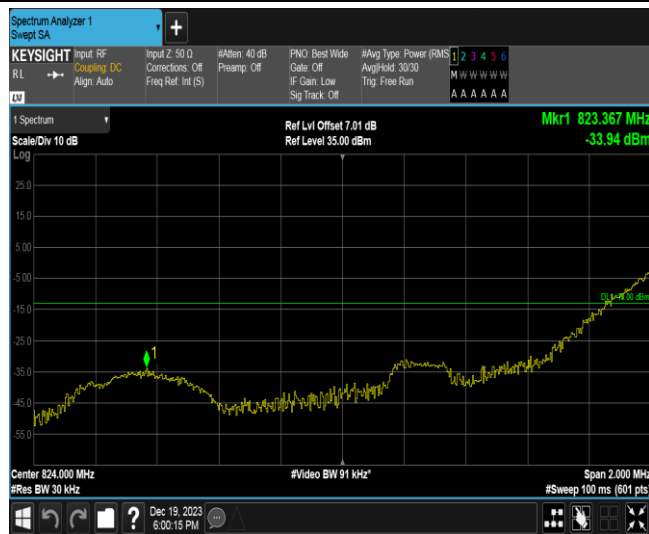 Spectrum Analyzer 1
Swept SA
+
KEYSIGHT
RL
LXI
Input: RF
Coupling: DC
Align: Auto
Input Z: 50 Ω
Corrections: Off
Freq Ref: Int (S)
#Atten: 40 dB
Preamp: Off
PNO: Best Wide
Gate: Off
IF Gain: Low
Sig Track: Off
#Avg Type: Power (RMS
Avg|Hold: 30/30
Trig: Free Run
1 2 3 4 5 6
M W W W W W
A A A A A A
1 Spectrum
Scale/Div 10 dB
Ref Lvl Offset 7.01 dB
Ref Level 35.00 dBm
Mkr1 823.367 MHz
-33.94 dBm
Log
25.0
15.0
5.00
-5.00
-15.0
-25.0
-35.0
-45.0
-55.0
1
Center 824.000 MHz
#Res BW 30 kHz
#Video BW 91 kHz*
Span 2.000 MHz
#Sweep 100 ms (601 pts)
?
Dec 19, 2023
6:00:15 PM